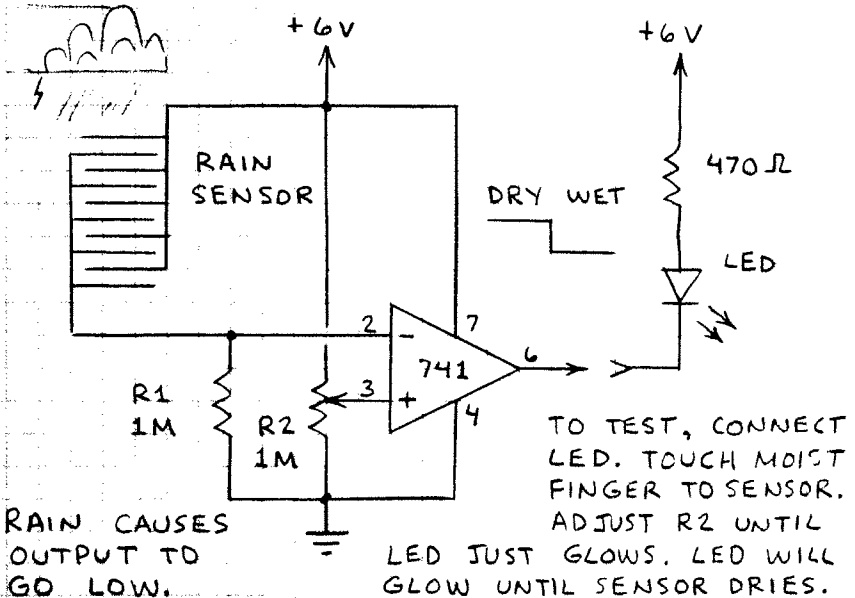 +6V
+6V
RAIN
SENSOR
470Ω
DRY WET
LED
2
7
−
741
6
3
+
4
R1
1M
R2
1M
TO TEST, CONNECT
LED. TOUCH MOIST
FINGER TO SENSOR.
ADJUST R2 UNTIL
LED JUST GLOWS. LED WILL
GLOW UNTIL SENSOR DRIES.
RAIN CAUSES
OUTPUT TO
GO LOW.